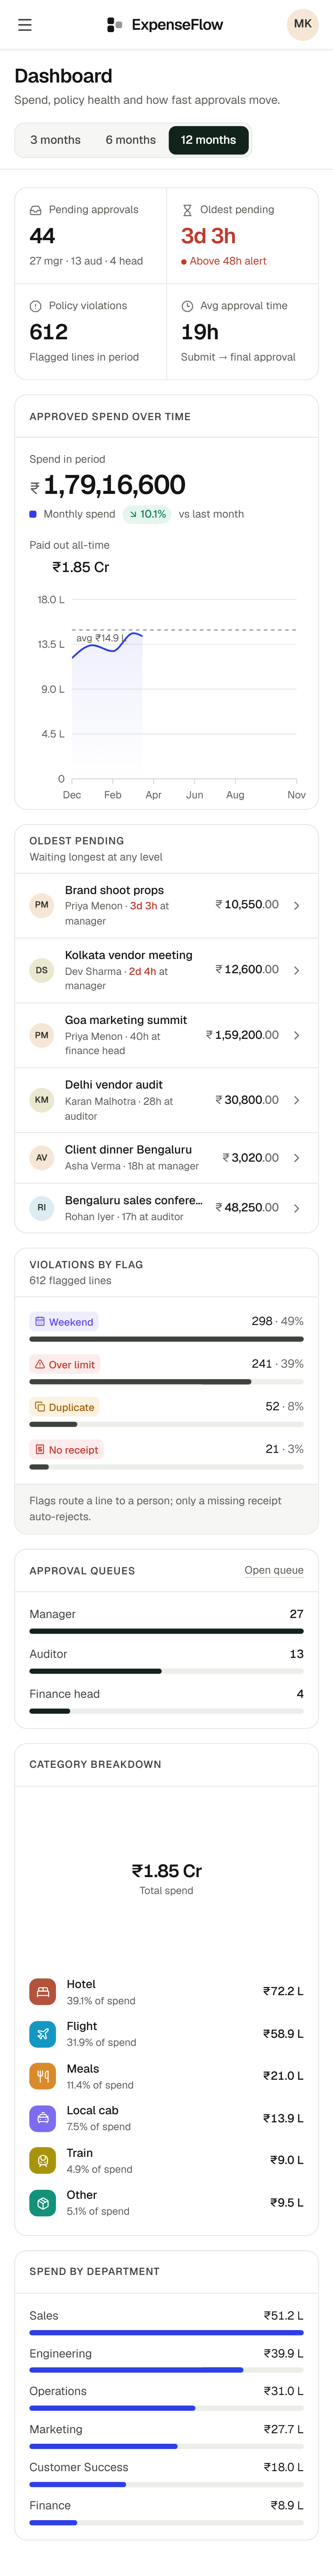 ExpenseFlow
MK
Dashboard
Spend, policy health and how fast approvals move.
3 months
6 months
12 months
Pending approvals
44
27 mgr · 13 aud · 4 head
Oldest pending
3d 3h
Above 48h alert
Policy violations
612
Flagged lines in period
Avg approval time
19h
Submit → final approval
APPROVED SPEND OVER TIME
Spend in period
₹ 1,79,16,600
Monthly spend ↘ 10.1% vs last month
Paid out all-time
₹1.85 Cr
18.0 L
avg ₹14.9 L
13.5 L
9.0 L
4.5 L
0
Dec Feb Apr Jun Aug Nov
OLDEST PENDING
Waiting longest at any level
PM
Brand shoot props
Priya Menon · 3d 3h at
manager
₹ 10,550.00
DS
Kolkata vendor meeting
Dev Sharma · 2d 4h at
manager
₹ 12,600.00
PM
Goa marketing summit
Priya Menon · 40h at
finance head
₹ 1,59,200.00
KM
Delhi vendor audit
Karan Malhotra · 28h at
auditor
₹ 30,800.00
AV
Client dinner Bengaluru
Asha Verma · 18h at manager
₹ 3,020.00
RI
Bengaluru sales confere...
Rohan Iyer · 17h at auditor
₹ 48,250.00
VIOLATIONS BY FLAG
612 flagged lines
Weekend 298 · 49%
Over limit 241 · 39%
Duplicate 52 · 8%
No receipt 21 · 3%
Flags route a line to a person; only a missing receipt
auto-rejects.
APPROVAL QUEUES Open queue
Manager 27
Auditor 13
Finance head 4
CATEGORY BREAKDOWN
₹1.85 Cr
Total spend
Hotel
39.1% of spend
₹72.2 L
Flight
31.9% of spend
₹58.9 L
Meals
11.4% of spend
₹21.0 L
Local cab
7.5% of spend
₹13.9 L
Train
4.9% of spend
₹9.0 L
Other
5.1% of spend
₹9.5 L
SPEND BY DEPARTMENT
Sales ₹51.2 L
Engineering ₹39.9 L
Operations ₹31.0 L
Marketing ₹27.7 L
Customer Success ₹18.0 L
Finance ₹8.9 L